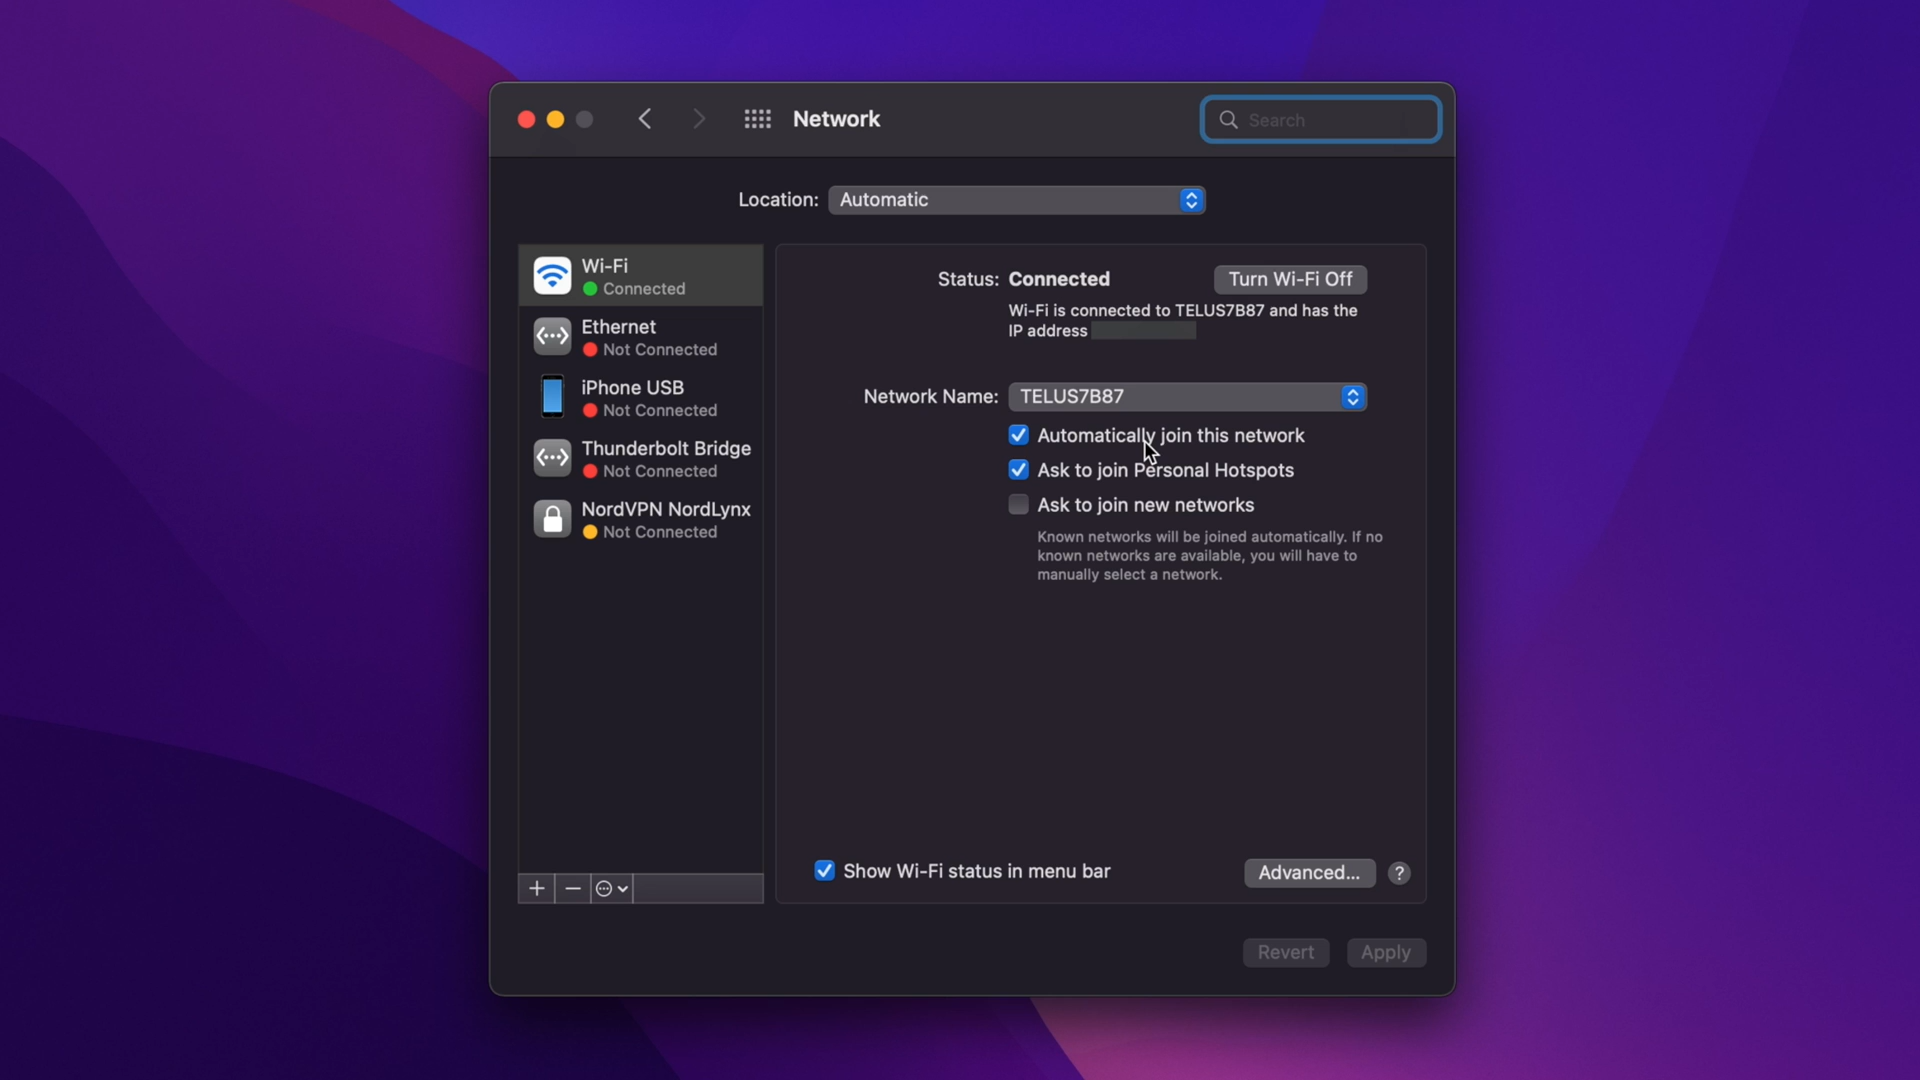 Network
Search
Location: Automatic
Wi-Fi
Connected
Ethernet
Not Connected
iPhone USB
Not Connected
Thunderbolt Bridge
Not Connected
NordVPN NordLynx
Not Connected
Status: Connected
Turn Wi-Fi Off
Wi-Fi is connected to TELUS7B87 and has the
IP address
Network Name: TELUS7B87
Automatically join this network
Ask to join Personal Hotspots
Ask to join new networks
Known networks will be joined automatically. If no
known networks are available, you will have to
manually select a network.
Show Wi-Fi status in menu bar
Advanced...
?
Revert
Apply